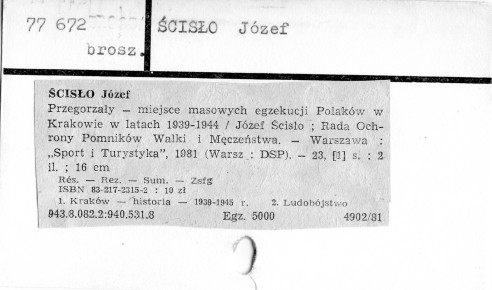 77 672 ŚCISŁO Józef
brosz.
ŚCISŁO Józef
Przegorzały — miejsce masowych egzekucji Polaków w
Krakowie w latach 1939-1944 / Józef Ścisło ; Rada Och-
rony Pomników Walki i Męczeństwa. — Warszawa :
„Sport i Turystyka", 1981 (Warsz : DSP). — 23, [1] s. : 2
il. ; 16 cm
Rés. — Rez. — Sum. — Zsfg
ISBN 83-217-2315-2 : 10 zł
1. Kraków — historia — 1939-1945 r. 2. Ludobójstwo
943.8.082.2:940.531.8 Egz. 5000 4902/81